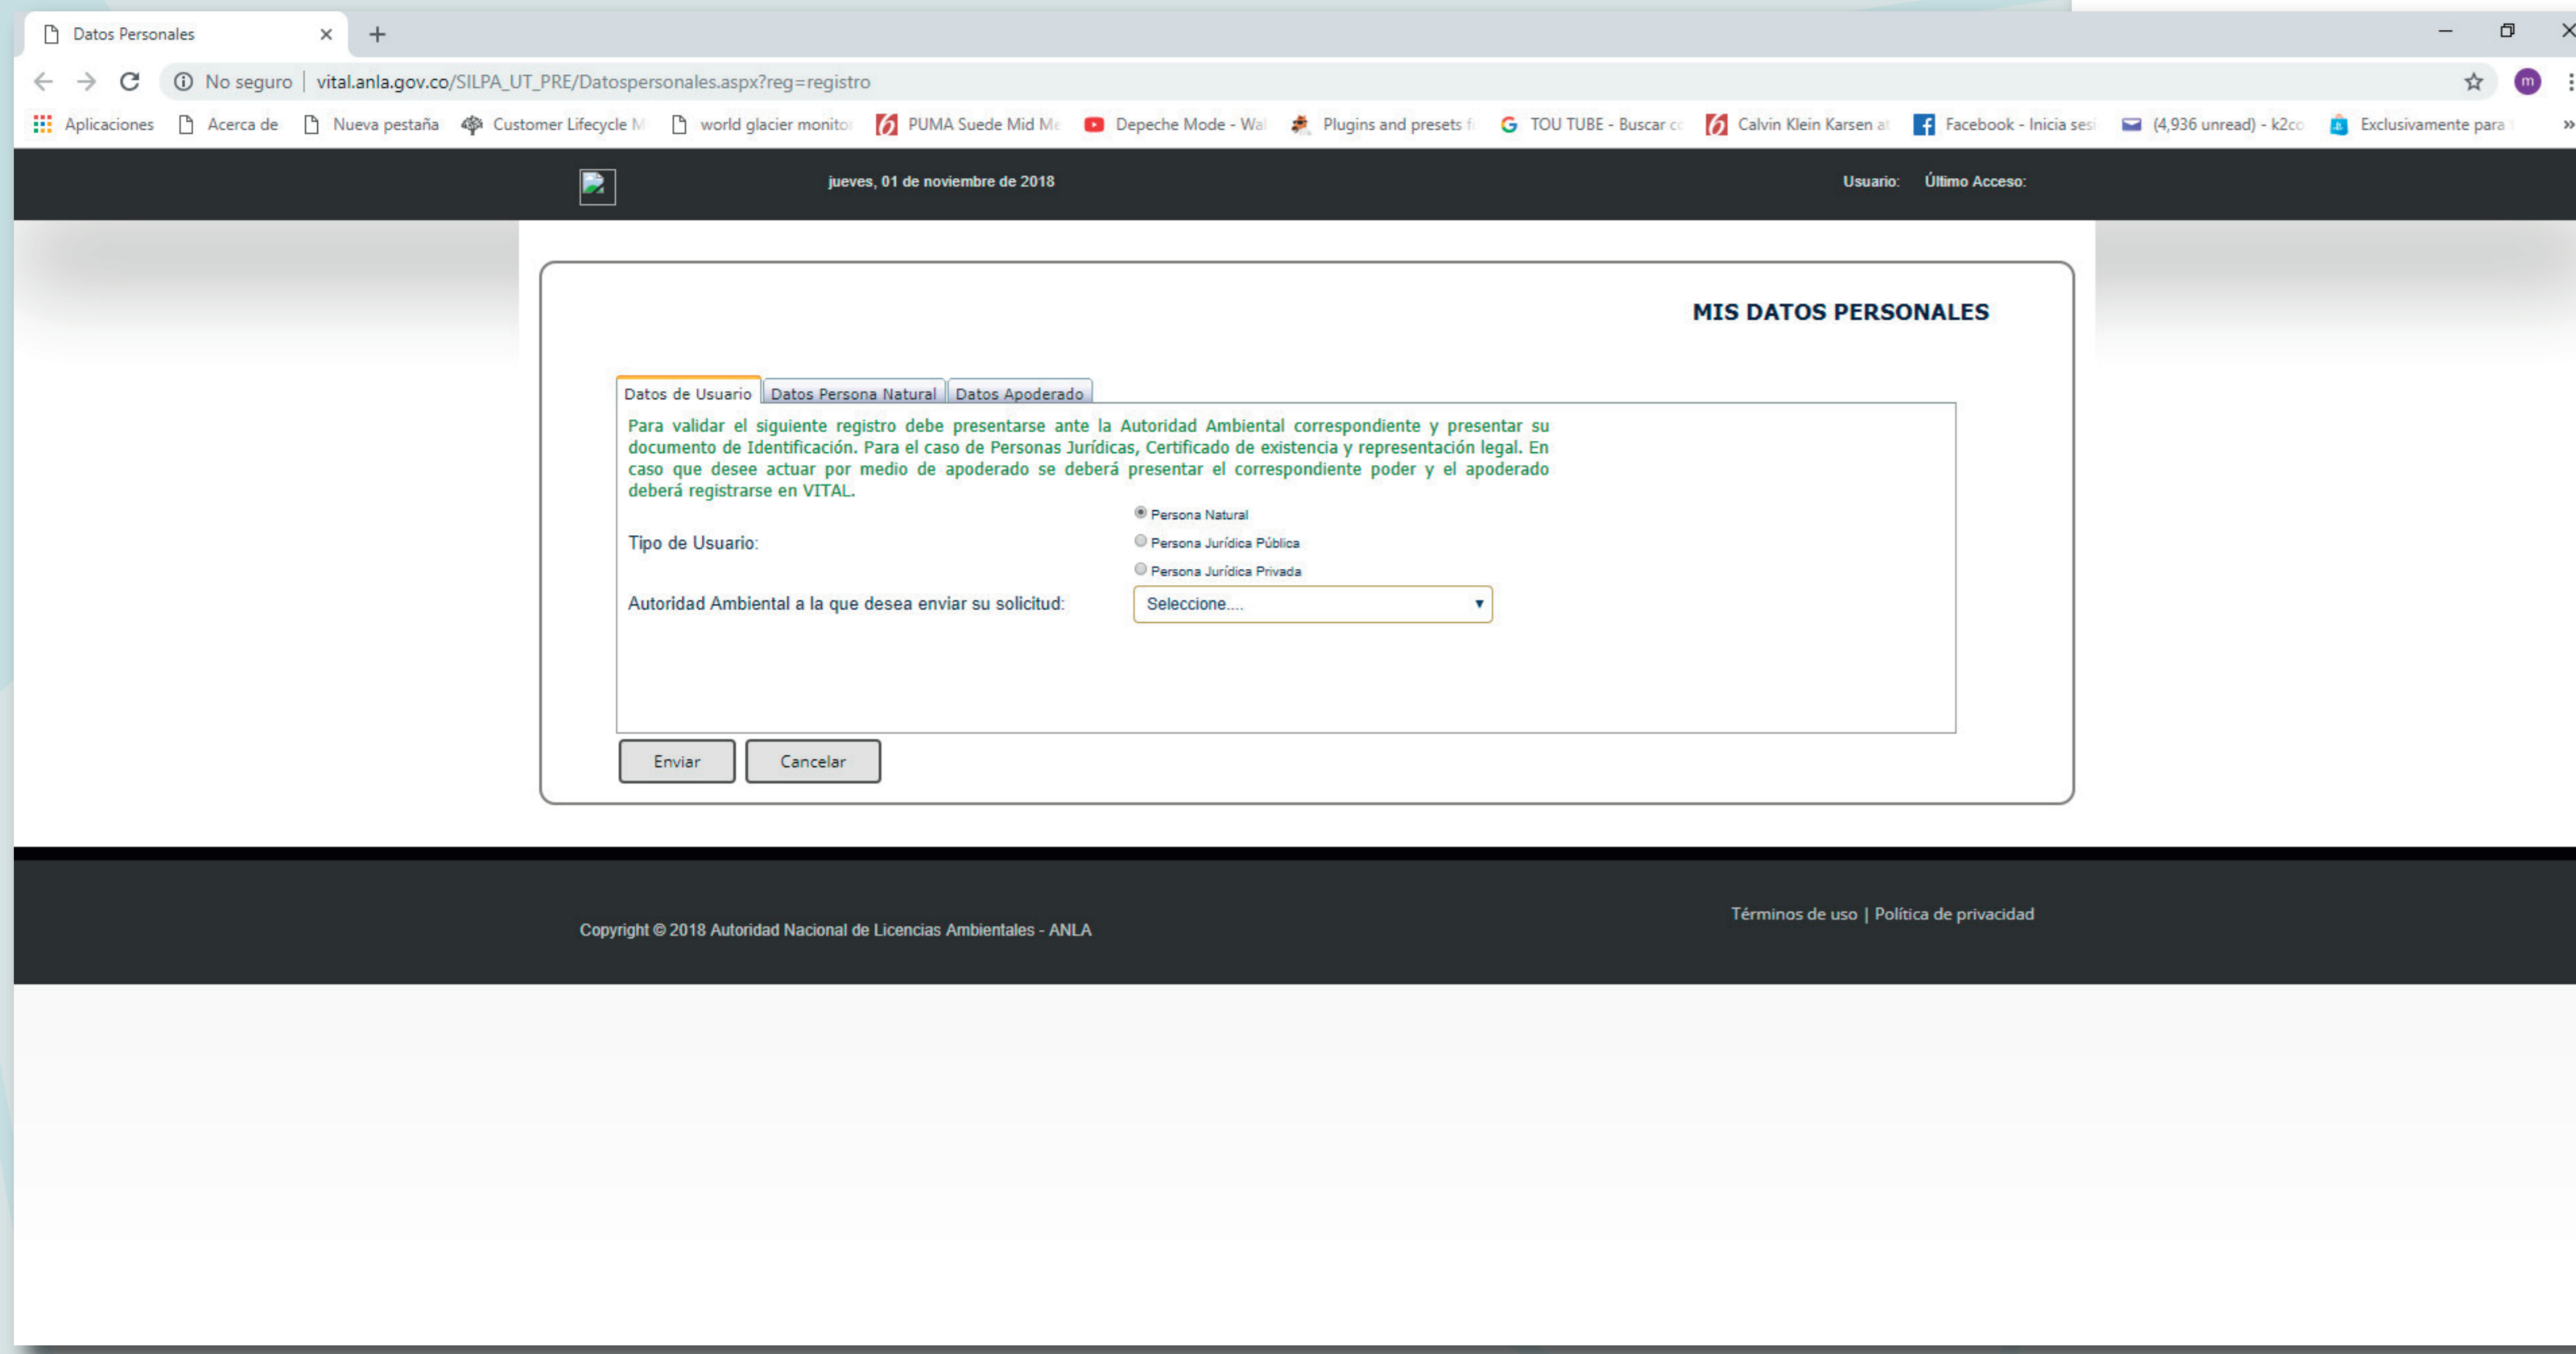 Datos Personales
No seguro | vital.anla.gov.co/SILPA_UT_PRE/Datospersonales.aspx?reg=registro
Aplicaciones Acerca de Nueva pestaña Customer Lifecycle M world glacier monitor PUMA Suede Mid Me Depeche Mode - Wal Plugins and presets f TOU TUBE - Buscar co Calvin Klein Karsen at Facebook - Inicia sesi (4,936 unread) - k2co Exclusivamente para »
jueves, 01 de noviembre de 2018 Usuario: Último Acceso:
MIS DATOS PERSONALES
Datos de Usuario Datos Persona Natural Datos Apoderado
Para validar el siguiente registro debe presentarse ante la Autoridad Ambiental correspondiente y presentar su
documento de Identificación. Para el caso de Personas Jurídicas, Certificado de existencia y representación legal. En
caso que desee actuar por medio de apoderado se deberá presentar el correspondiente poder y el apoderado
deberá registrarse en VITAL.
Persona Natural
Tipo de Usuario: Persona Jurídica Pública
Persona Jurídica Privada
Autoridad Ambiental a la que desea enviar su solicitud: Seleccione....
Enviar Cancelar
Términos de uso | Política de privacidad
Copyright © 2018 Autoridad Nacional de Licencias Ambientales - ANLA